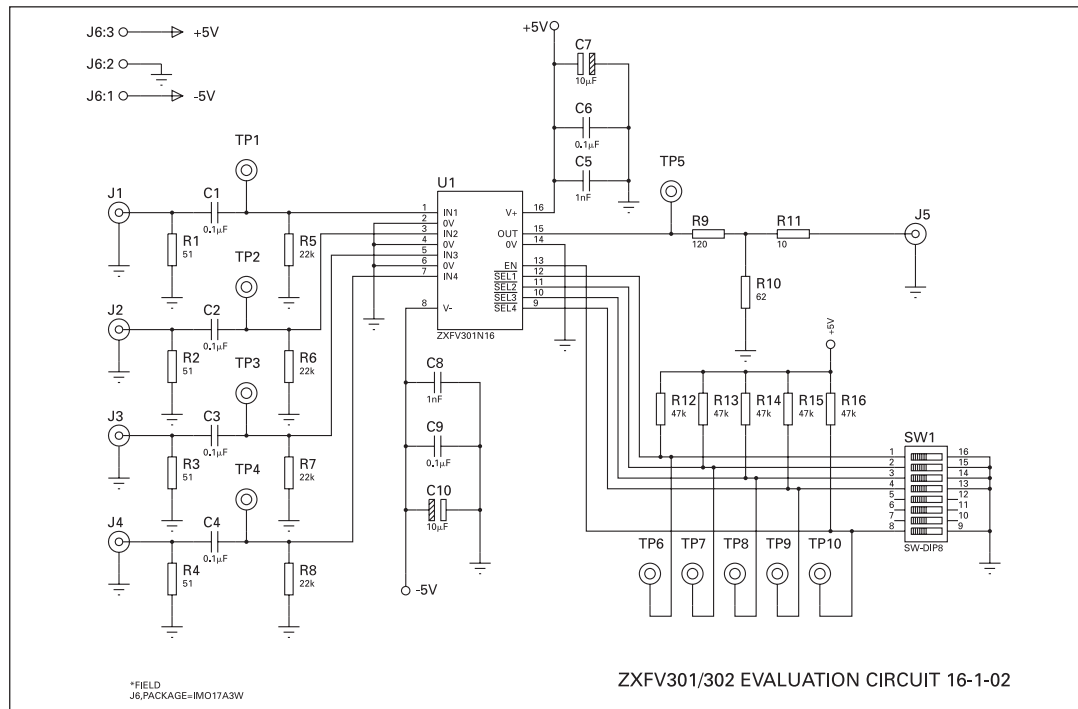 J6:3 +5V
J6:2
J6:1 -5V
+5V
C7
10µF
C6
0.1µF
C5
1nF
TP1
J1
C1
0.1µF
R1
51
R5
22k
TP2
J2
C2
0.1µF
R2
51
R6
22k
TP3
J3
C3
0.1µF
R3
51
R7
22k
TP4
J4
C4
0.1µF
R4
51
R8
22k
U1
1 IN1
2 0V
3 IN2
4 0V
5 IN3
6 0V
7 IN4
8 V-
V+ 16
OUT 15
0V 14
EN 13
SEL1 12
SEL2 11
SEL3 10
SEL4 9
ZXFV301N16
C8
1nF
C9
0.1µF
C10
10µF
-5V
TP5
R9
120
R11
10
J5
R10
62
+5V
R12
47k
R13
47k
R14
47k
R15
47k
R16
47k
SW1
1 16
2 15
3 14
4 13
5 12
6 11
7 10
8 9
SW-DIP8
TP6 TP7 TP8 TP9 TP10
*FIELD
J6,PACKAGE=IMO17A3W
ZXFV301/302 EVALUATION CIRCUIT 16-1-02